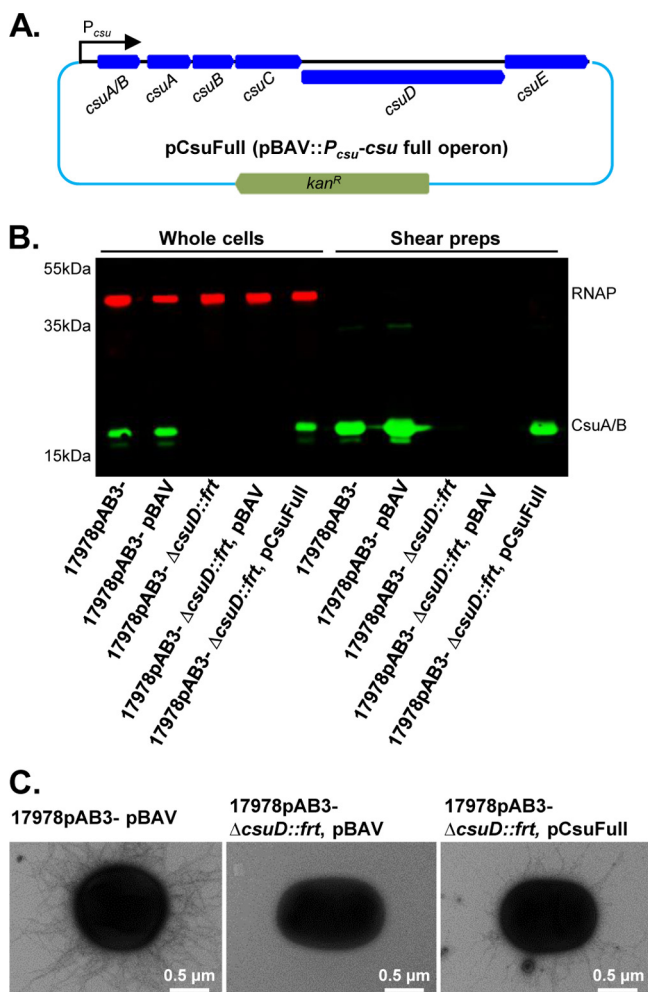 A.
Pcsu
csuA/B
csuA
csuB
csuC
csuD
csuE
pCsuFull (pBAV::Pcsu-csu full operon)
kanR
B.
Whole cells
Shear preps
55kDa
35kDa
15kDa
RNAP
CsuA/B
17978pAB3-
17978pAB3- pBAV
17978pAB3- ΔcsuD::frt
17978pAB3- ΔcsuD::frt, pBAV
17978pAB3- ΔcsuD::frt, pCsuFull
17978pAB3-
17978pAB3- pBAV
17978pAB3- ΔcsuD::frt
17978pAB3- ΔcsuD::frt, pBAV
17978pAB3- ΔcsuD::frt, pCsuFull
C.
17978pAB3- pBAV
17978pAB3-
ΔcsuD::frt, pBAV
17978pAB3-
ΔcsuD::frt, pCsuFull
0.5 µm
0.5 µm
0.5 µm